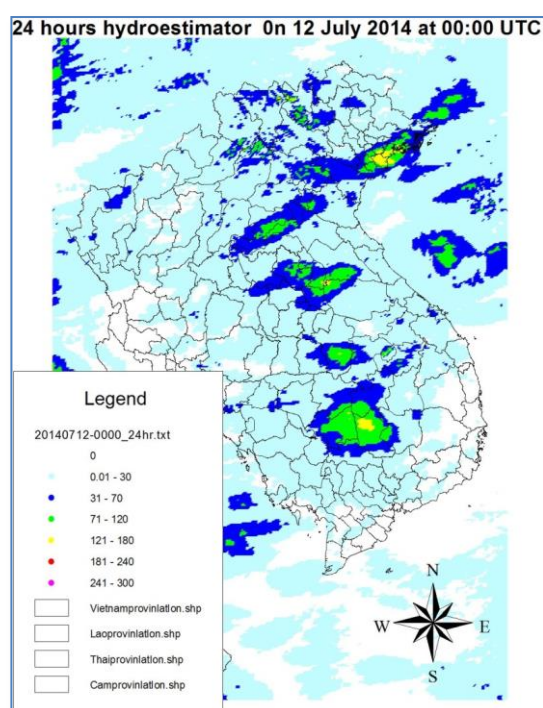 24 hours hydroestimator 0n 12 July 2014 at 00:00 UTC
Legend
20140712-0000_24hr.txt
0
0.01 - 30
31 - 70
71 - 120
121 - 180
181 - 240
241 - 300
Vietnamprovinlation.shp
Laoprovinlation.shp
Thaiprovinlation.shp
Camprovinlation.shp
N
W
E
S